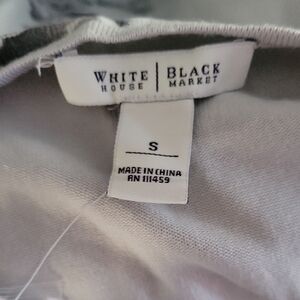 WHITE | BLACK
HOUSE | MARKET
S
MADE IN CHINA
RN 111459